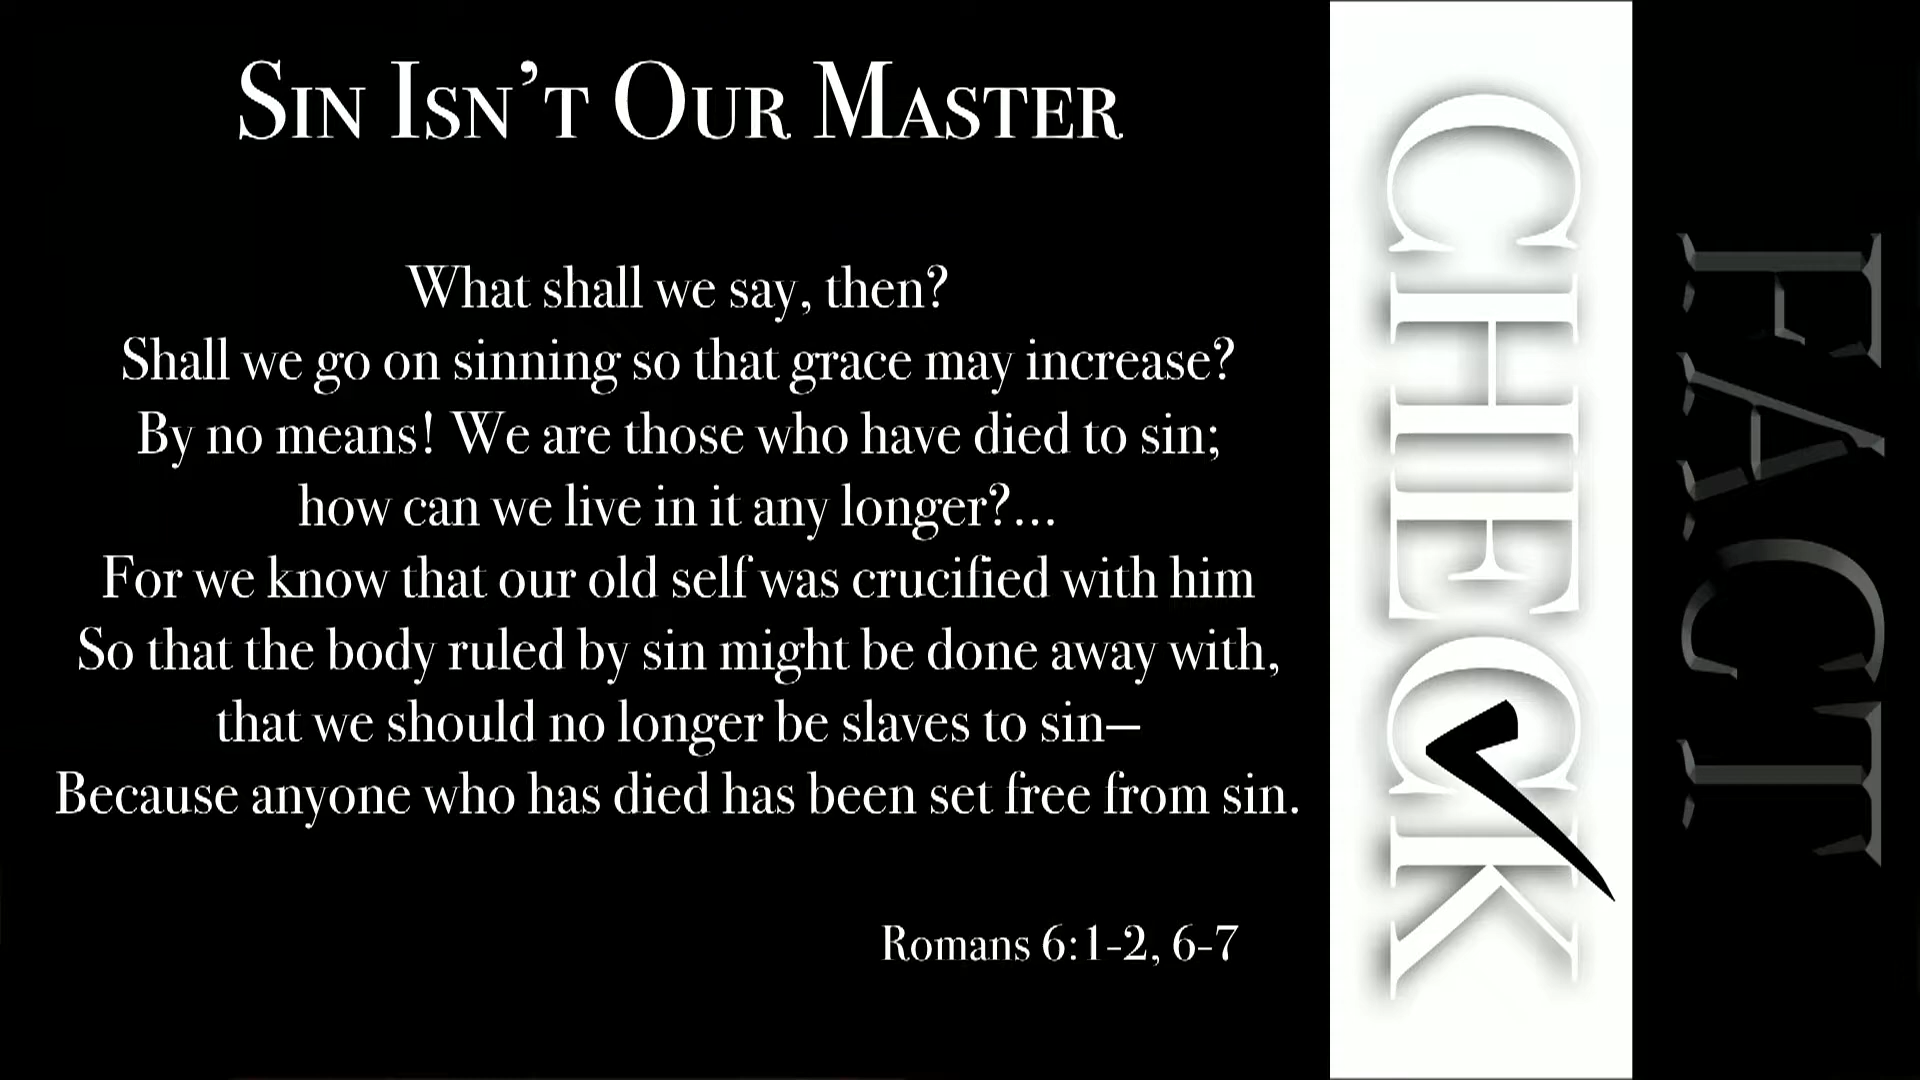 Sin Isn’t Our Master
What shall we say, then?
Shall we go on sinning so that grace may increase?
By no means! We are those who have died to sin;
how can we live in it any longer?...
For we know that our old self was crucified with him
So that the body ruled by sin might be done away with,
that we should no longer be slaves to sin—
Because anyone who has died has been set free from sin.
Romans 6:1-2, 6-7
FACT
CHECK